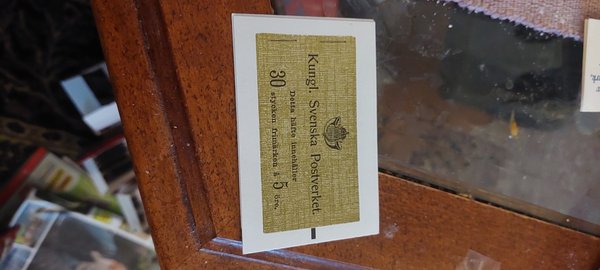 Kungl. Svenska Postverket.
Detta häfte innehåller
30 stycken frimärken à 5 öre.